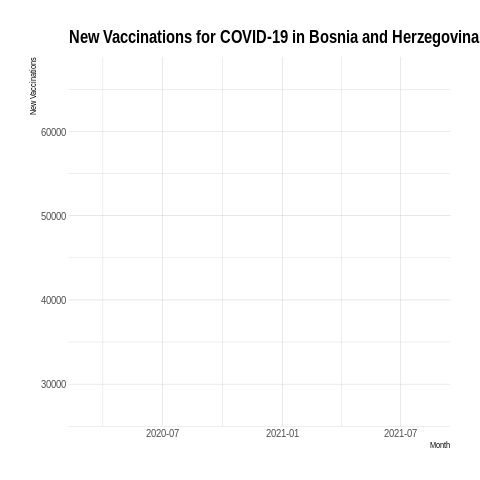 New Vaccinations for COVID-19 in Bosnia and Herzegovina
New Vaccinations
60000
50000
40000
30000
2020-07
2021-01
2021-07
Month